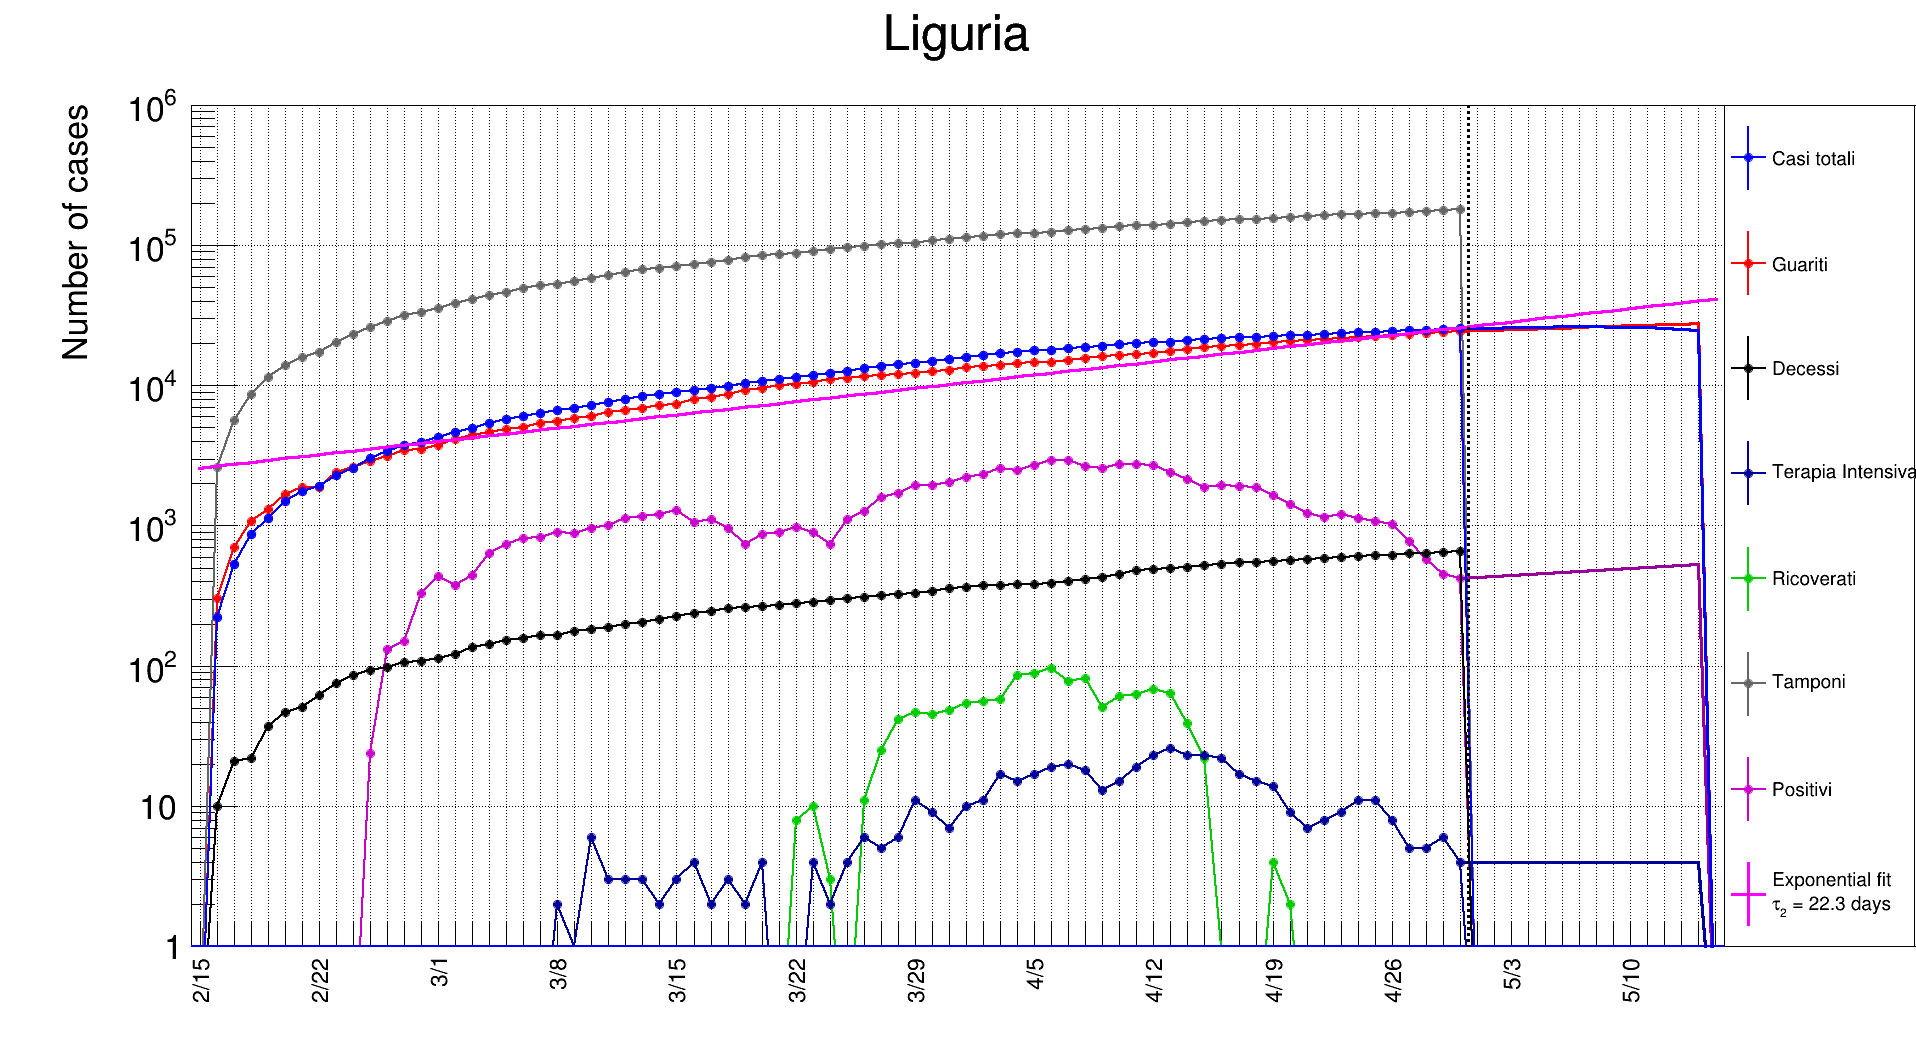 Liguria
Number of cases
10^6
10^5
10^4
10^3
10^2
10
1
2/15
2/22
3/1
3/8
3/15
3/22
3/29
4/5
4/12
4/19
4/26
5/3
5/10
Casi totali
Guariti
Decessi
Terapia Intensiva
Ricoverati
Tamponi
Positivi
Exponential fit
τ_2 = 22.3 days